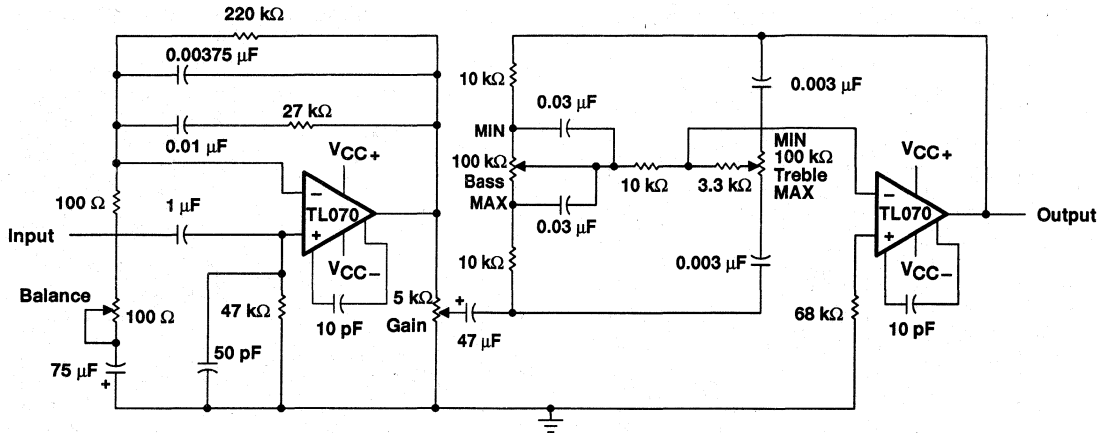 220 kΩ
0.00375 μF
27 kΩ
0.01 μF
VCC+
100 Ω
1 μF
TL070
−
+
Input
VCC−
Balance
100 Ω
47 kΩ
10 pF
5 kΩ
Gain
+
47 μF
50 pF
75 μF
+
10 kΩ
0.03 μF
0.003 μF
MIN
100 kΩ
Bass
MAX
10 kΩ
3.3 kΩ
MIN
100 kΩ
Treble
MAX
0.03 μF
10 kΩ
0.003 μF
VCC+
−
TL070
+
Output
VCC−
68 kΩ
10 pF